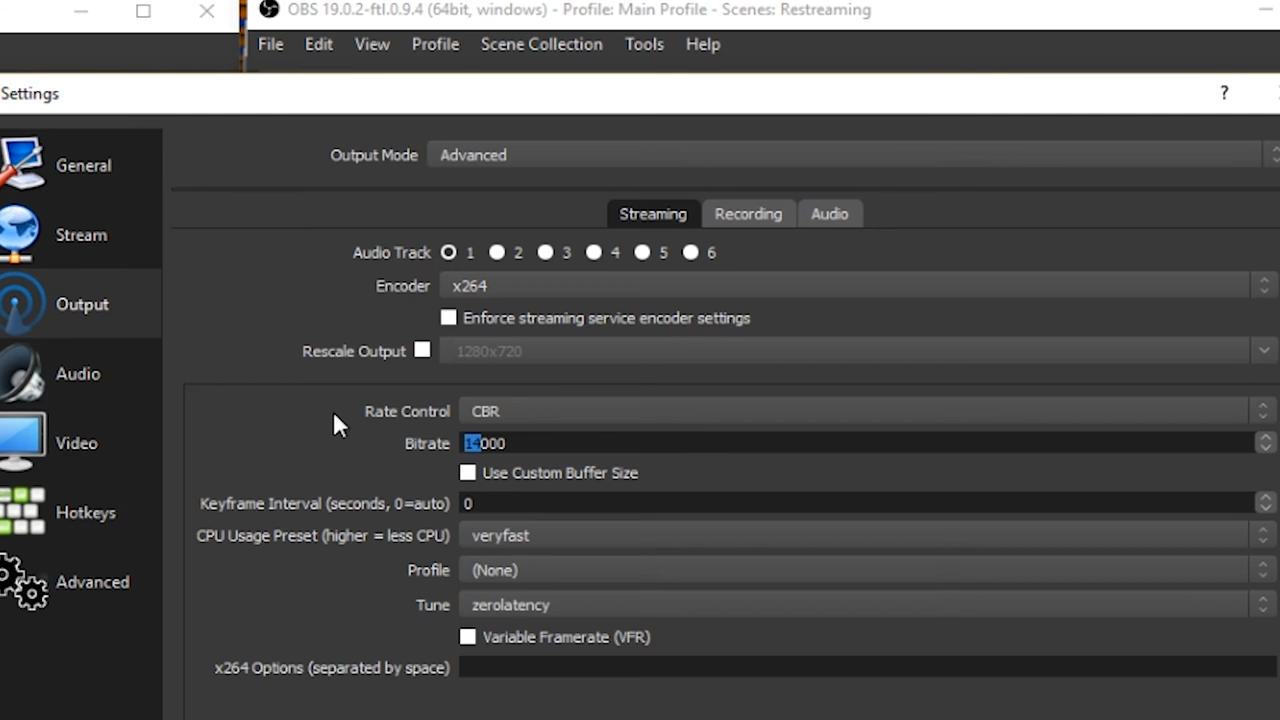 OBS 19.0.2-ftl.0.9.4 (64bit, windows) - Profile: Main Profile - Scenes: Restreaming
File Edit View Profile Scene Collection Tools Help
Settings ?
General
Stream
Output
Audio
Video
Hotkeys
Advanced
Output Mode Advanced
Streaming Recording Audio
Audio Track 1 2 3 4 5 6
Encoder x264
Enforce streaming service encoder settings
Rescale Output 1280x720
Rate Control CBR
Bitrate 14000
Use Custom Buffer Size
Keyframe Interval (seconds, 0=auto) 0
CPU Usage Preset (higher = less CPU) veryfast
Profile (None)
Tune zerolatency
Variable Framerate (VFR)
x264 Options (separated by space)